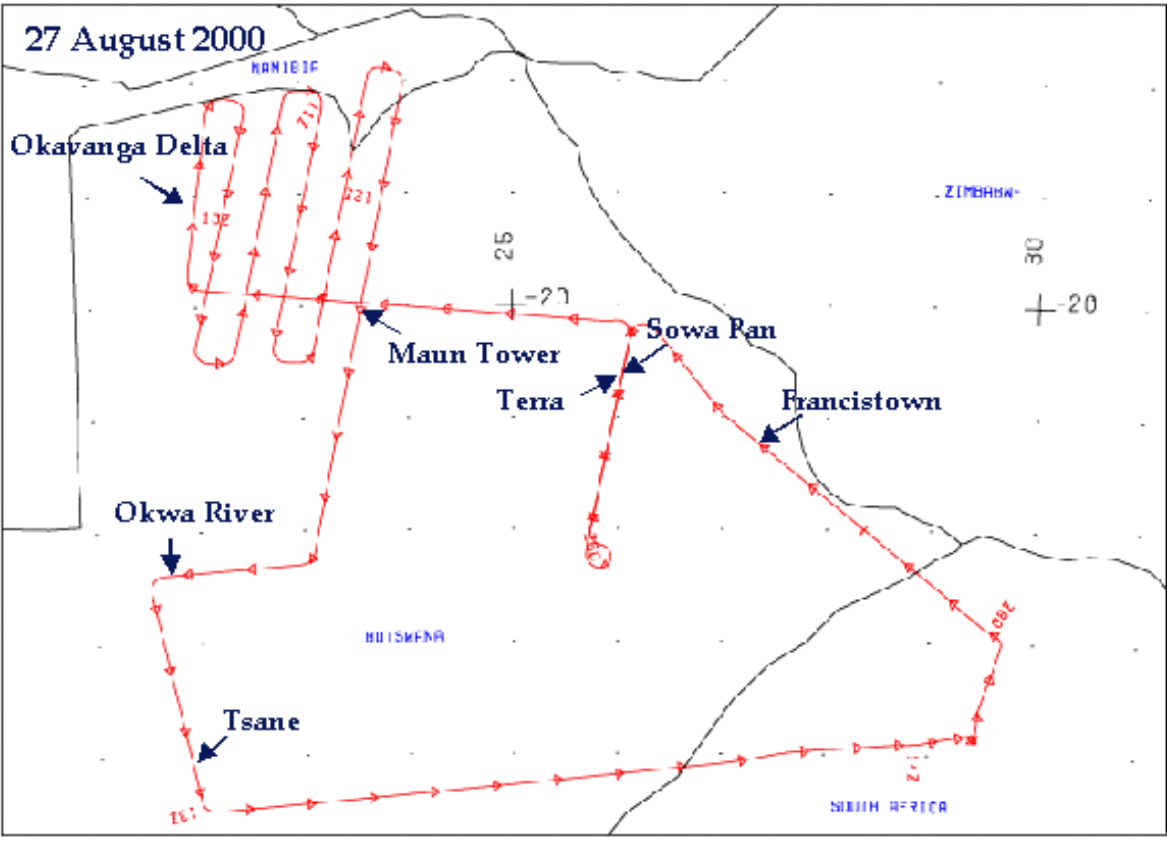 27 August 2000
NAMIBIA
Okavanga Delta
ZIMBABW-
25
30
-20
-20
Sowa Pan
Maun Tower
Terra
Francistown
Okwa River
BOTSWANA
Tsane
SOUTH AFRICA